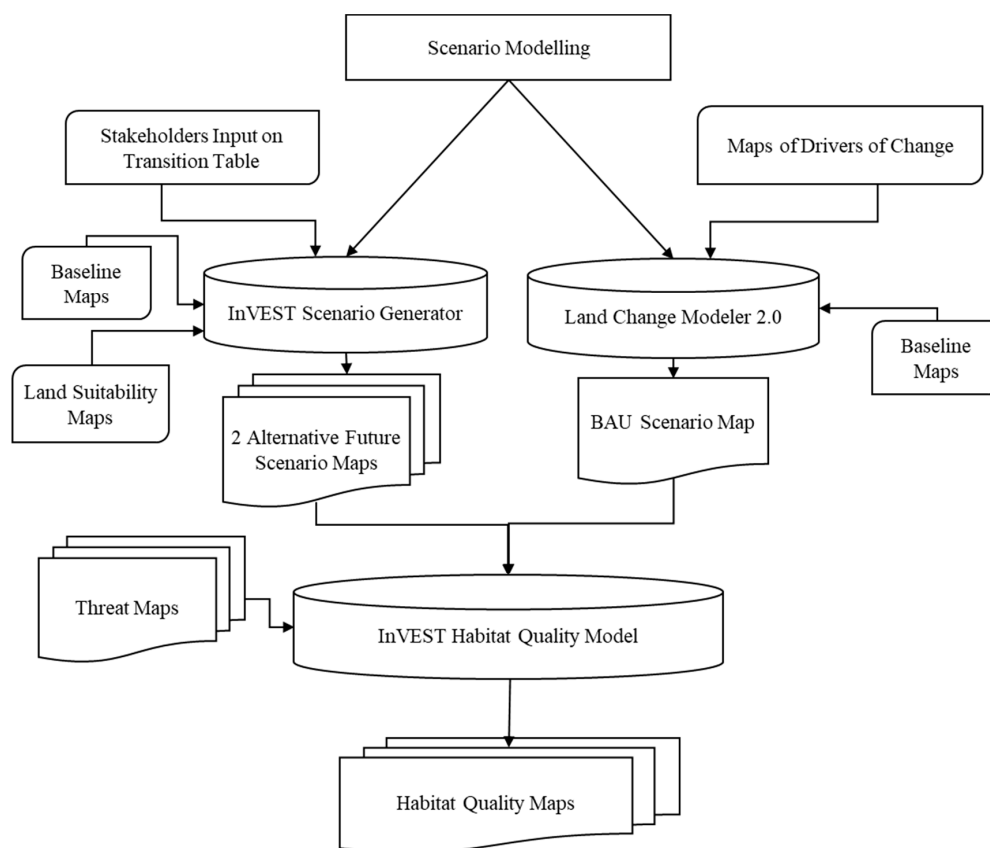 Scenario Modelling
Stakeholders Input on
Transition Table
Maps of Drivers of Change
Baseline
Maps
InVEST Scenario Generator
Land Change Modeler 2.0
Baseline
Maps
Land Suitability
Maps
2 Alternative Future
Scenario Maps
BAU Scenario Map
Threat Maps
InVEST Habitat Quality Model
Habitat Quality Maps